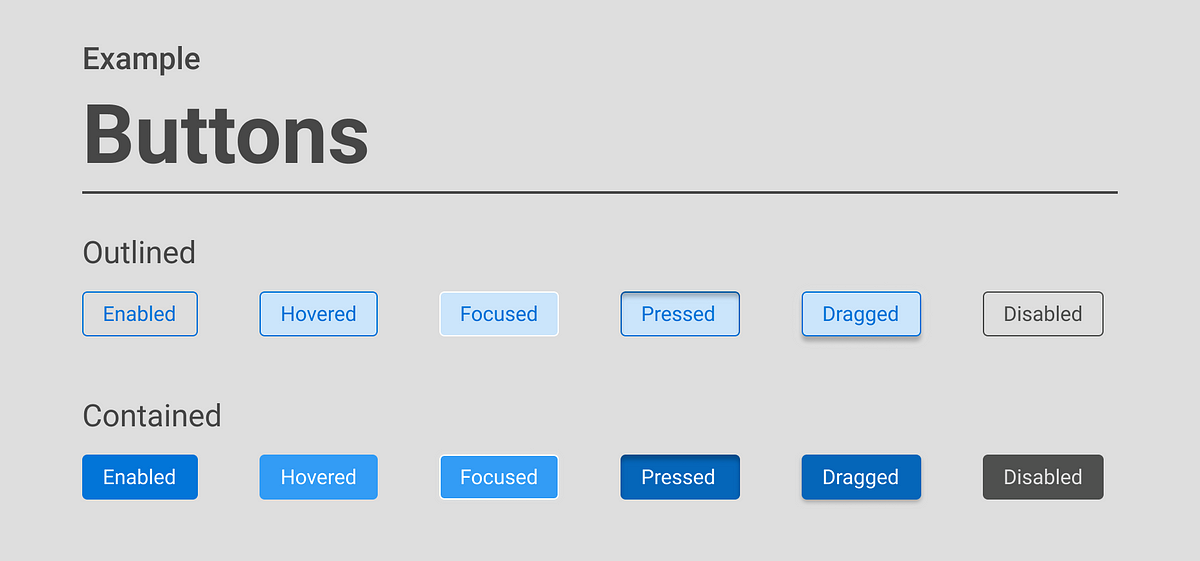 Example
Buttons
Outlined
Enabled Hovered Focused Pressed Dragged Disabled
Contained
Enabled Hovered Focused Pressed Dragged Disabled